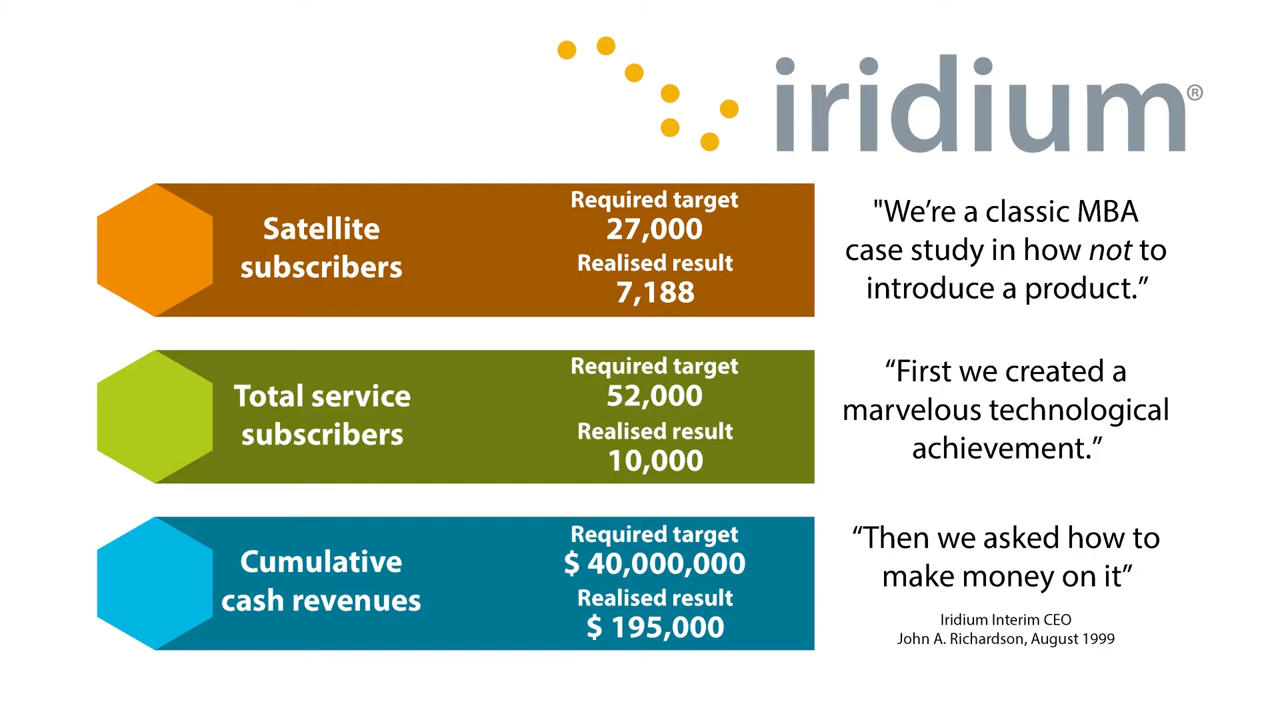 iridium®
Satellite
subscribers
Required target
27,000
Realised result
7,188
"We’re a classic MBA
case study in how not to
introduce a product.”
Total service
subscribers
Required target
52,000
Realised result
10,000
“First we created a
marvelous technological
achievement.”
Cumulative
cash revenues
Required target
$ 40,000,000
Realised result
$ 195,000
“Then we asked how to
make money on it”
Iridium Interim CEO
John A. Richardson, August 1999